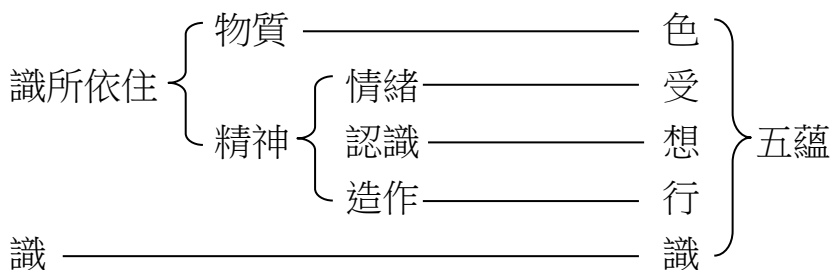 物質 色
識所依住 情緒 受
精神 認識 想 五蘊
造作 行
識 識